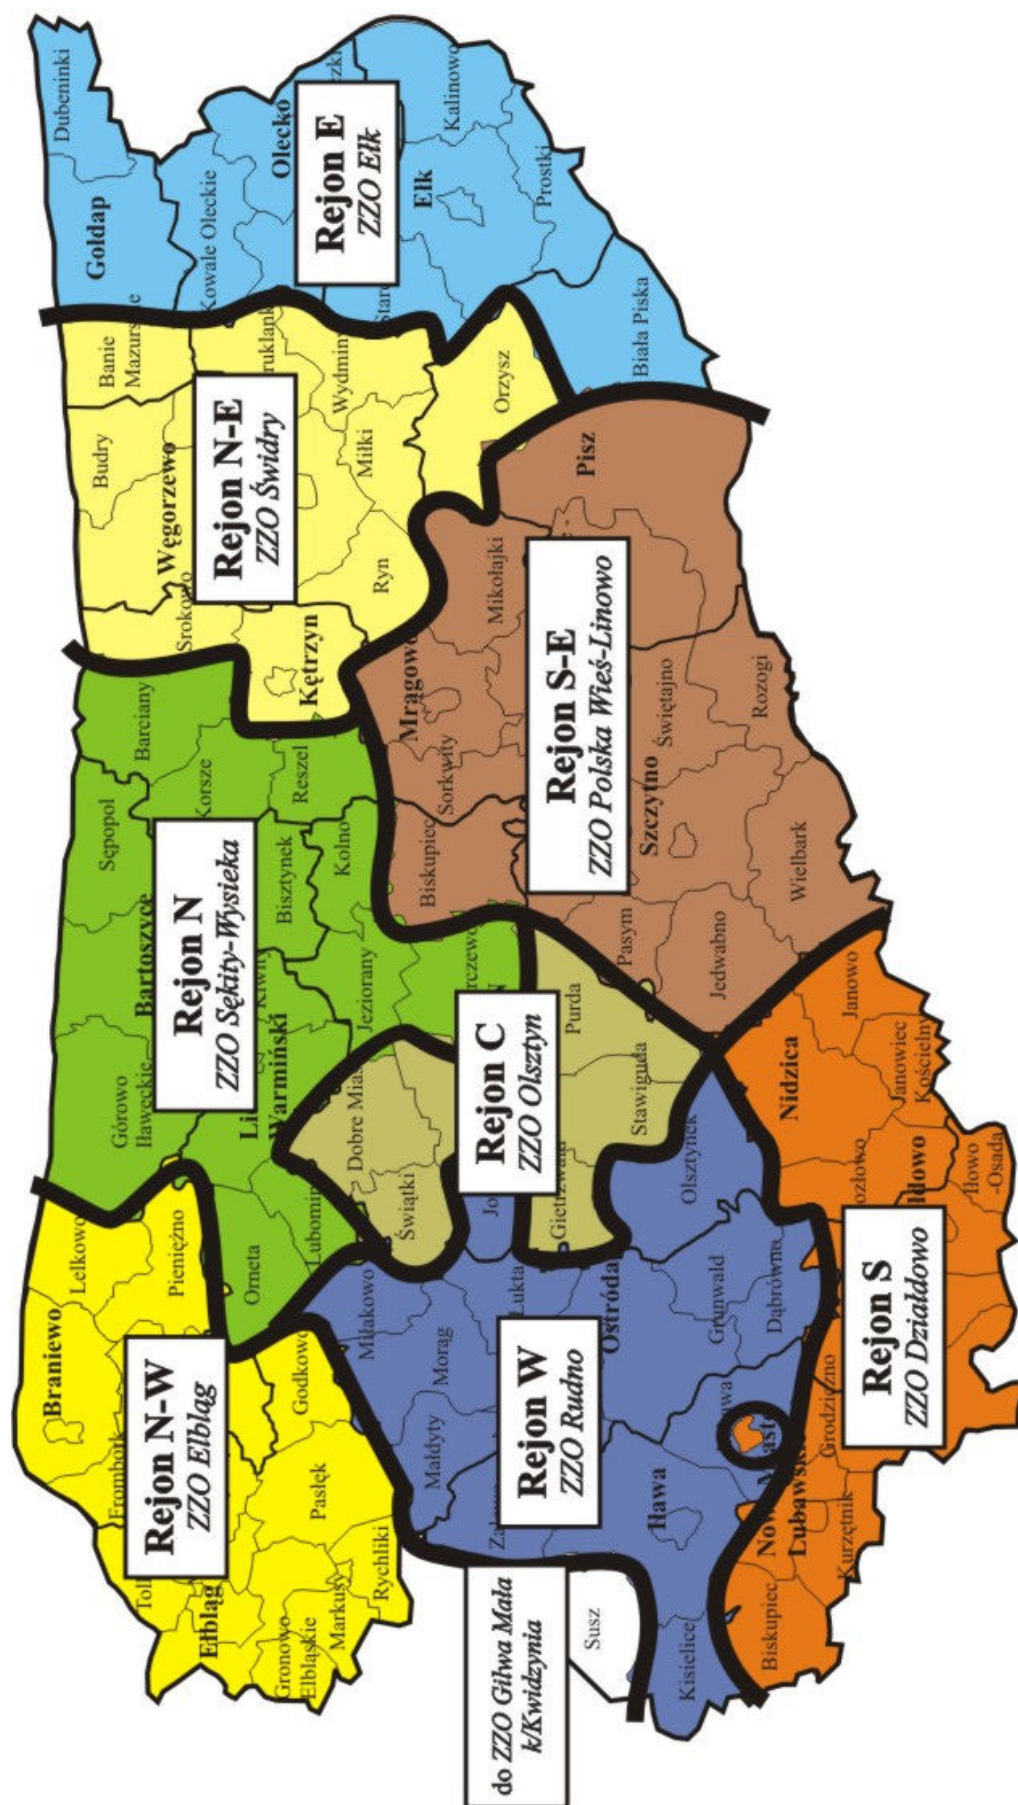 Braniewo
Lelkowo
Frombork
Pieniężno
Rejon N-W
ZZO Elbląg
Elbląg
Godkowo
Pasłęk
Gronowo
Elbląskie
Markusy
Rychliki
Górowo
Iławeckie
Sępopol
Barciany
Bartoszyce
Korsze
Rejon N
ZZO Sękity-Wysieka
Warmiński
Bisztynek
Reszel
Kolno
Orneta
Lubomin
Jeziorany
Budry
Banie
Mazurskie
Węgorzewo
Srokowo
Rejon N-E
ZZO Świdry
Kętrzyn
Wydminy
Miłki
Ryn
Orzysz
Dubeninki
Gołdap
Kowale Oleckie
Olecko
Rejon E
ZZO Ełk
Ełk
Kalinowo
Prostki
Biała Piska
Dobre Mias
Świątki
Rejon C
ZZO Olsztyn
Gietrzwałd
Purda
Stawiguda
Miłakowo
Morąg
Małdyty
Łukta
Rejon W
ZZO Rudno
Ostróda
Olsztynek
Iława
Grunwald
Dąbrówno
Kisielice
Susz
do ZZO Gilwa Mała
k/Kwidzynia
Mrągowo
Mikołajki
Sorkwity
Biskupiec
Pisz
Rejon S-E
ZZO Polska Wieś-Linowo
Szczytno
Świętajno
Pasym
Jedwabno
Rozogi
Wielbark
Nidzica
Janowo
Janowiec
Kościelny
Biskupiec
Lubawskie
Kurzętnik
Grodziczno
Rejon S
ZZO Działdowo
Iłowo
-Osada